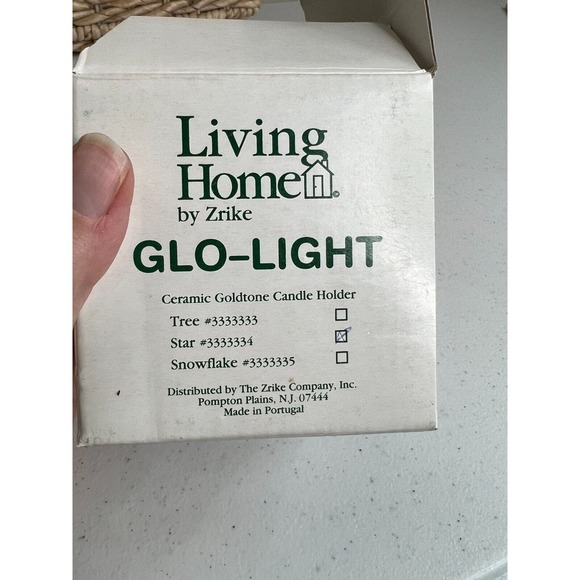 Living
Home
by Zrike
GLO-LIGHT
Ceramic Goldtone Candle Holder
Tree #3333333
Star #3333334
Snowflake #3333335
Distributed by The Zrike Company, Inc.
Pompton Plains, N.J. 07444
Made in Portugal